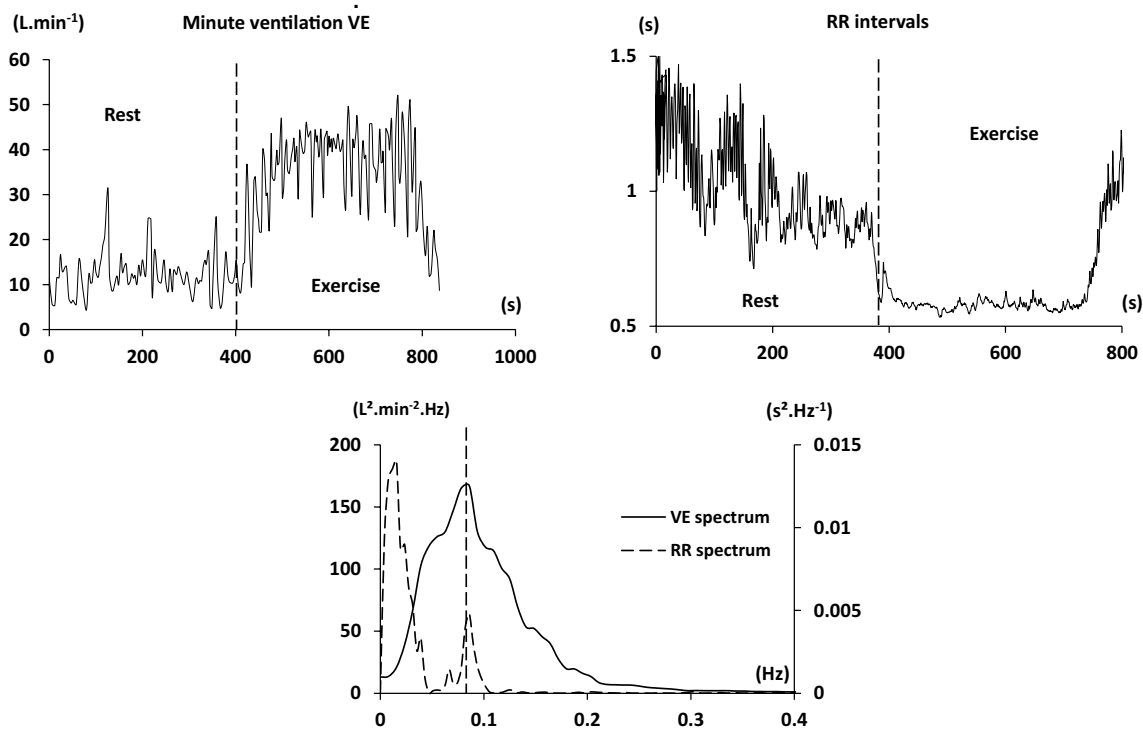 (L.min⁻¹)
Minute ventilation V̇E
60
50
40
30
20
10
0
Rest
Exercise
(s)
0
200
400
600
800
1000
RR intervals
(s)
1.5
1
0.5
Exercise
Rest
(s)
0
200
400
600
800
(L².min⁻².Hz)
(s².Hz⁻¹)
200
150
100
50
0
0.015
0.01
0.005
0
VE spectrum
RR spectrum
(Hz)
0
0.1
0.2
0.3
0.4